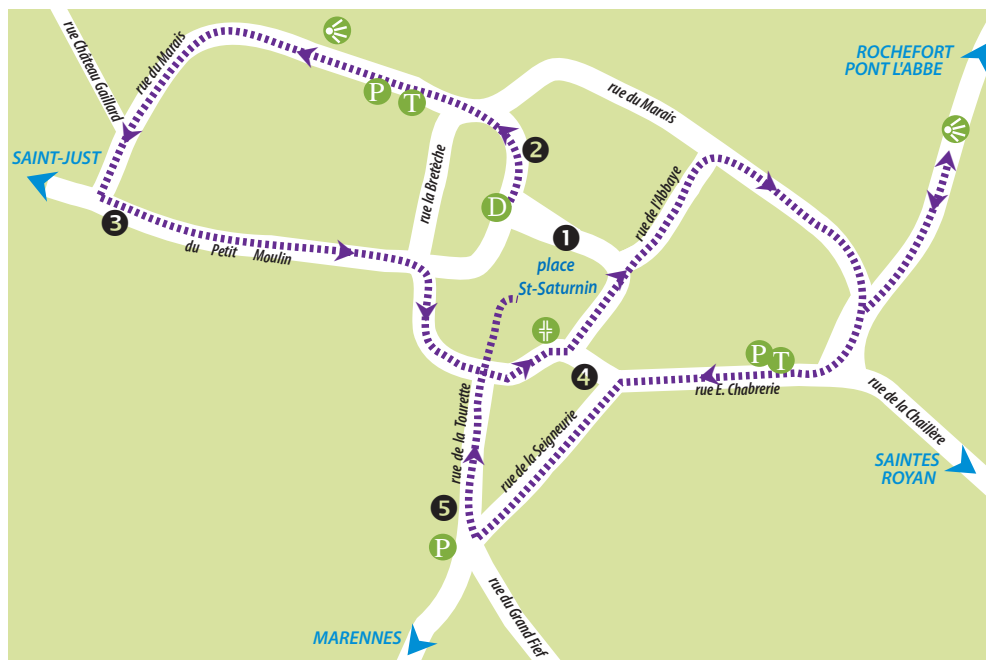 rue Château Gaillard
rue du Marais
P
T
rue du Marais
ROCHEFORT
PONT L'ABBE
SAINT-JUST
2
rue la Bretèche
D
rue de l'Abbaye
3
du Petit Moulin
1
place
St-Saturnin
4
P
T
rue E. Chabrerie
rue de la Chaillère
rue de la Tourette
rue de la Seigneurie
SAINTES
ROYAN
5
P
rue du Grand Fief
MARENNES